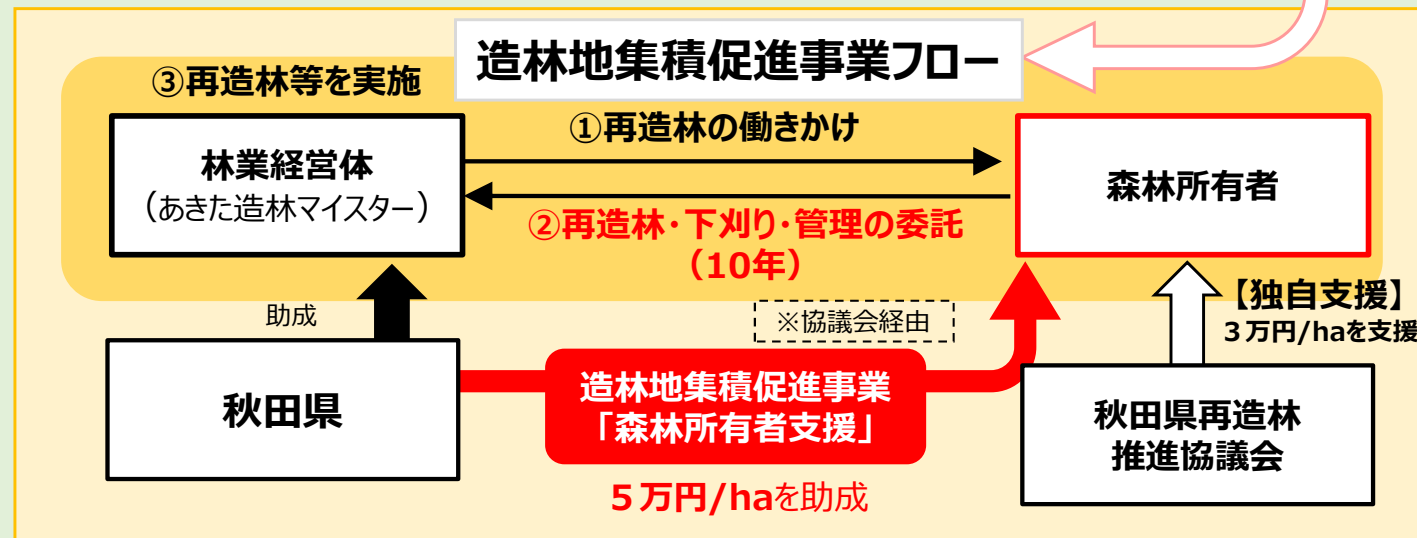 造林地集積促進事業フロー
③再造林等を実施
①再造林の働きかけ
林業経営体
（あきた造林マイスター）
森林所有者
②再造林・下刈り・管理の委託
（10年）
助成
※協議会経由
【独自支援】
３万円/haを支援
秋田県
造林地集積促進事業
「森林所有者支援」
秋田県再造林
推進協議会
５万円/haを助成